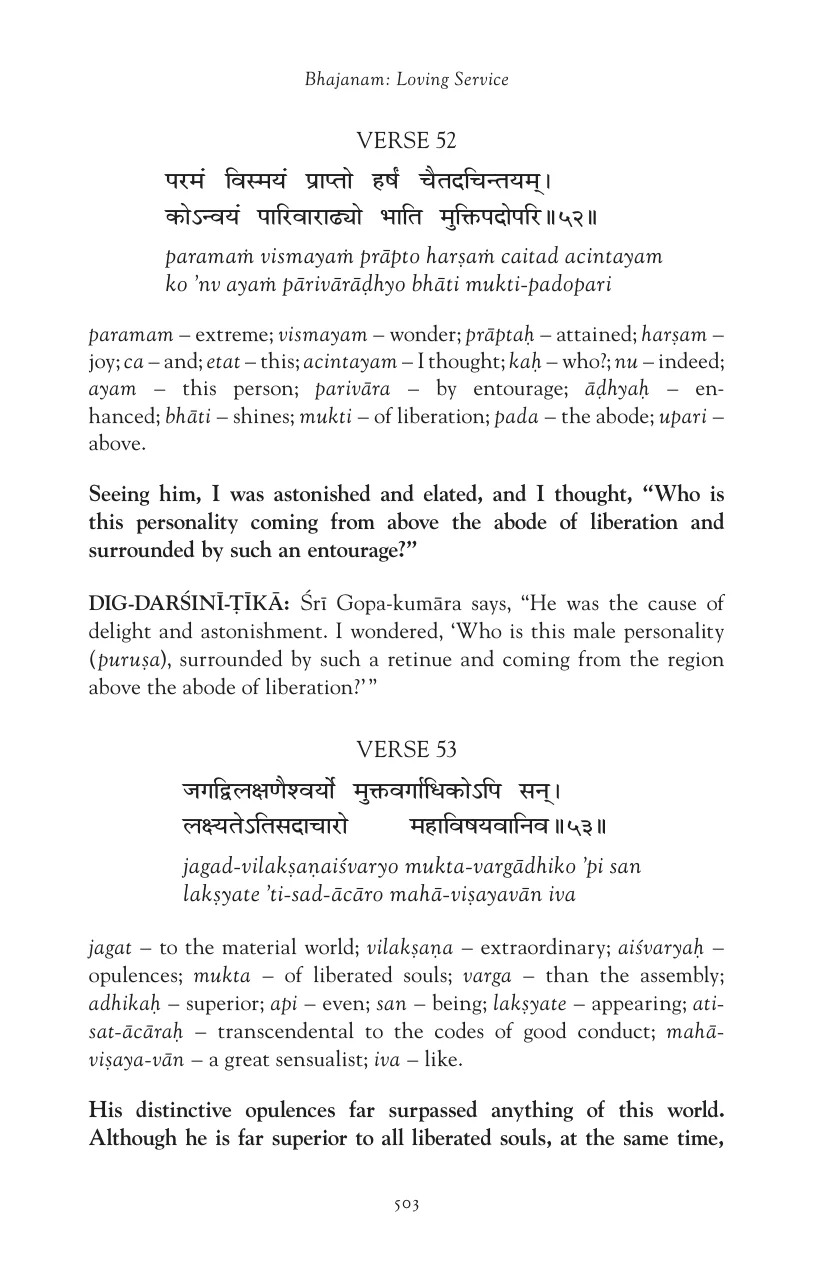 Bhajanam: Loving Service
VERSE 52
परमं विस्मयं प्राप्तो हर्षं चैतदचिन्तयम्।
कोऽन्वयं पारिवाराढ्यो भाति मुक्तिपदोपरि॥५२॥
paramaṁ vismayaṁ prāpto harṣaṁ caitad acintayam
ko ’nv ayaṁ pārivārāḍhyo bhāti mukti-padopari
paramam – extreme; vismayam – wonder; prāptaḥ – attained; harṣam –
joy; ca – and; etat – this; acintayam – I thought; kaḥ – who?; nu – indeed;
ayam – this person; parivāra – by entourage; āḍhyaḥ – en-
hanced; bhāti – shines; mukti – of liberation; pada – the abode; upari –
above.
Seeing him, I was astonished and elated, and I thought, “Who is
this personality coming from above the abode of liberation and
surrounded by such an entourage?”
DIG-DARŚINĪ-ṬĪKĀ: Śrī Gopa-kumāra says, “He was the cause of
delight and astonishment. I wondered, ‘Who is this male personality
(puruṣa), surrounded by such a retinue and coming from the region
above the abode of liberation?’”
VERSE 53
जगद्विलक्षणैश्वर्यो मुक्तवर्गाधिकोऽपि सन्।
लक्ष्यतेऽतिसदाचारो महाविषयवानिव॥५३॥
jagad-vilakṣaṇaiśvaryo mukta-vargādhiko ’pi san
lakṣyate ’ti-sad-ācāro mahā-viṣayavān iva
jagat – to the material world; vilakṣaṇa – extraordinary; aiśvaryaḥ –
opulences; mukta – of liberated souls; varga – than the assembly;
adhikaḥ – superior; api – even; san – being; lakṣyate – appearing; ati-
sat-ācāraḥ – transcendental to the codes of good conduct; mahā-
viṣaya-vān – a great sensualist; iva – like.
His distinctive opulences far surpassed anything of this world.
Although he is far superior to all liberated souls, at the same time,
503